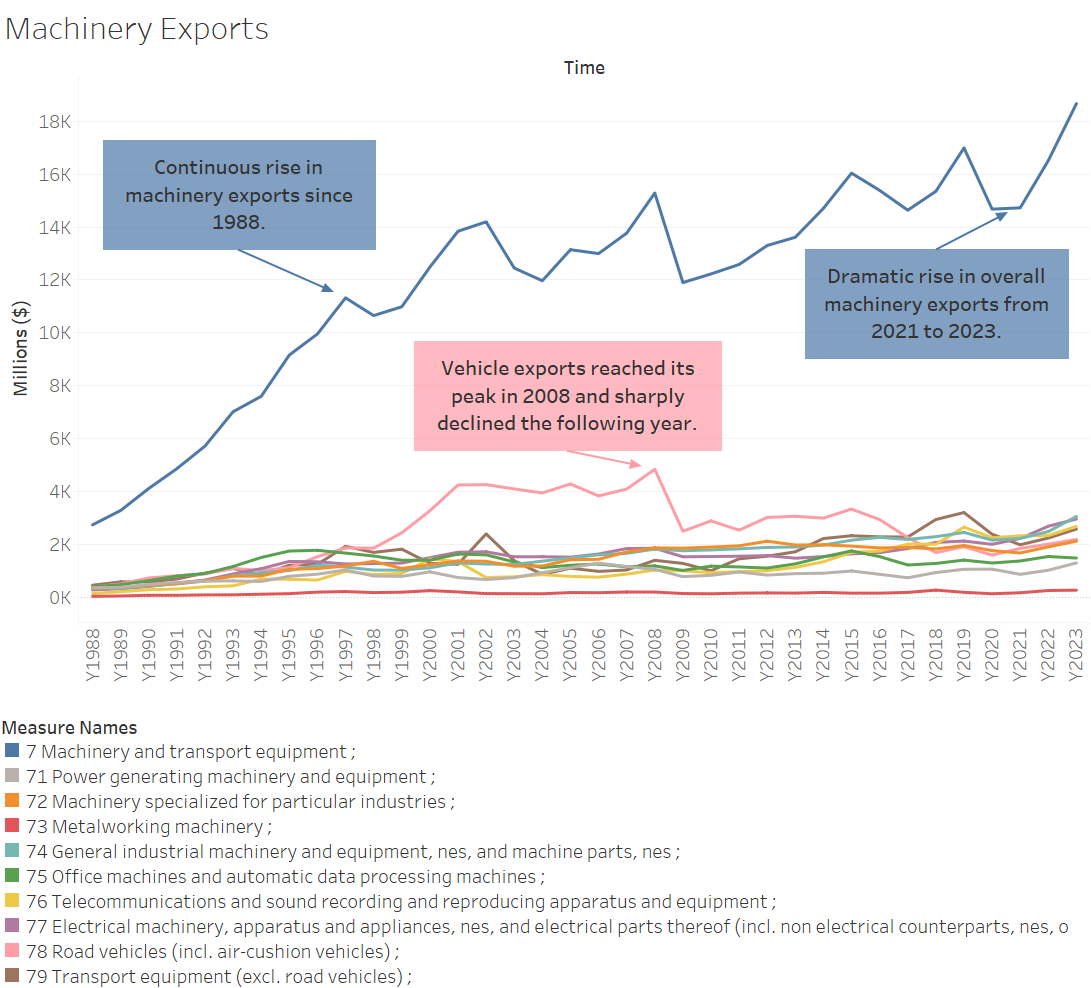 Machinery Exports
Time
18K
16K
14K
12K
10K
8K
6K
4K
2K
0K
Millions ($)
Continuous rise in
machinery exports since
1988.
Dramatic rise in overall
machinery exports from
2021 to 2023.
Vehicle exports reached its
peak in 2008 and sharply
declined the following year.
Y1988
Y1989
Y1990
Y1991
Y1992
Y1993
Y1994
Y1995
Y1996
Y1997
Y1998
Y1999
Y2000
Y2001
Y2002
Y2003
Y2004
Y2005
Y2006
Y2007
Y2008
Y2009
Y2010
Y2011
Y2012
Y2013
Y2014
Y2015
Y2016
Y2017
Y2018
Y2019
Y2020
Y2021
Y2022
Y2023
Measure Names
7 Machinery and transport equipment ;
71 Power generating machinery and equipment ;
72 Machinery specialized for particular industries ;
73 Metalworking machinery ;
74 General industrial machinery and equipment, nes, and machine parts, nes ;
75 Office machines and automatic data processing machines ;
76 Telecommunications and sound recording and reproducing apparatus and equipment ;
77 Electrical machinery, apparatus and appliances, nes, and electrical parts thereof (incl. non electrical counterparts, nes, o
78 Road vehicles (incl. air-cushion vehicles) ;
79 Transport equipment (excl. road vehicles) ;